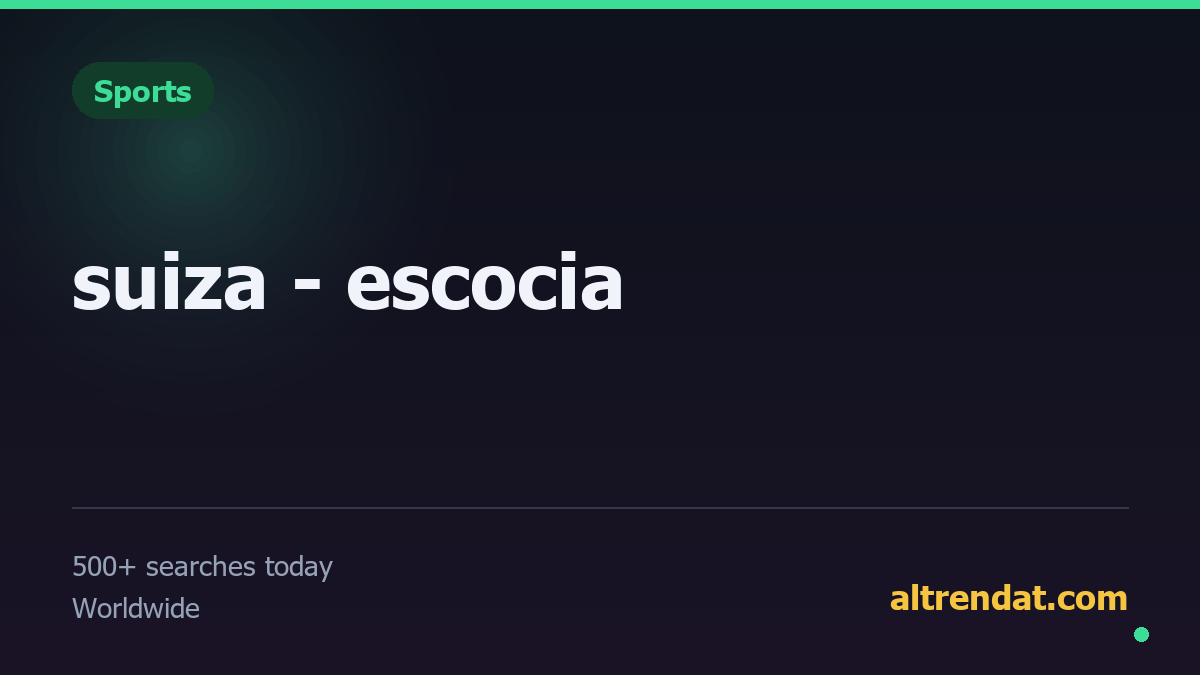 Sports
suiza - escocia
500+ searches today
Worldwide
altrendat.com